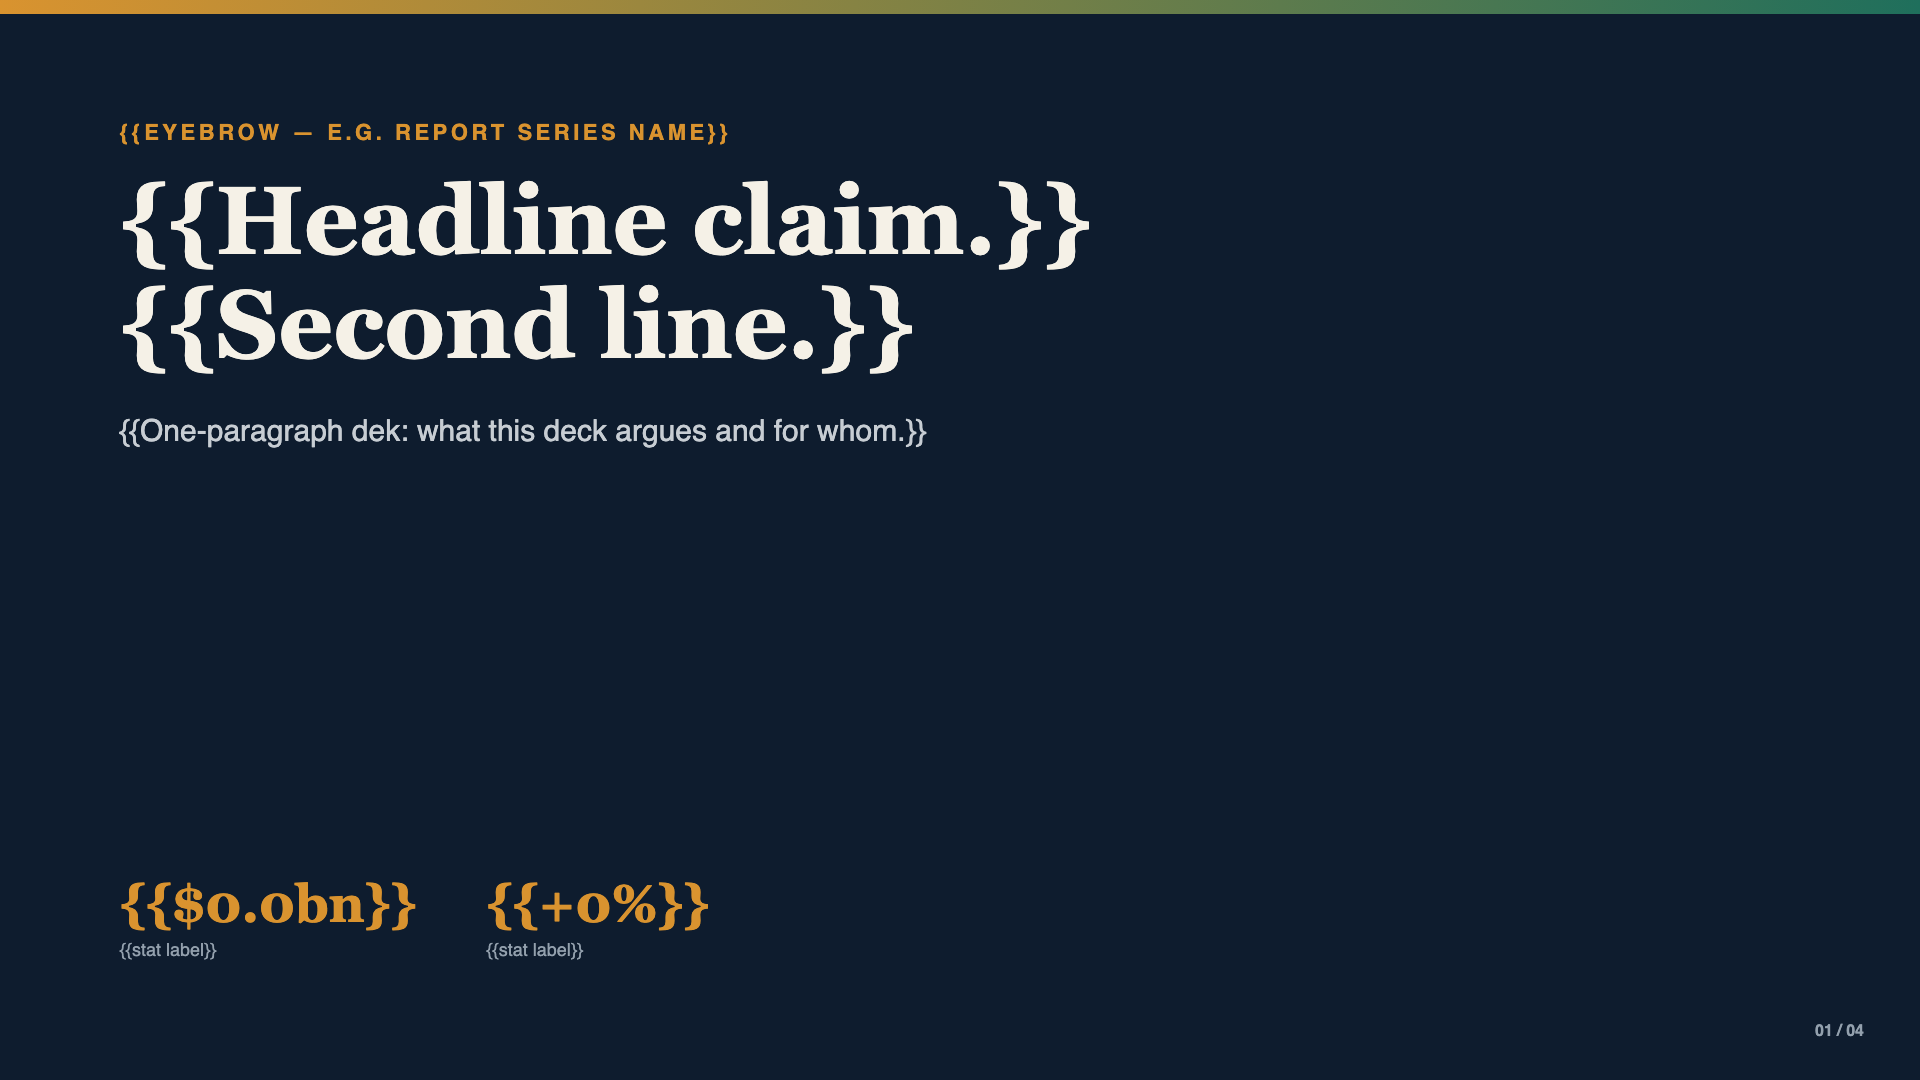 {{EYEBROW — E.G. REPORT SERIES NAME}}
{{Headline claim.}}
{{Second line.}}
{{One-paragraph dek: what this deck argues and for whom.}}
{{$0.0bn}} {{+0%}}
{{stat label}} {{stat label}}
01 / 04